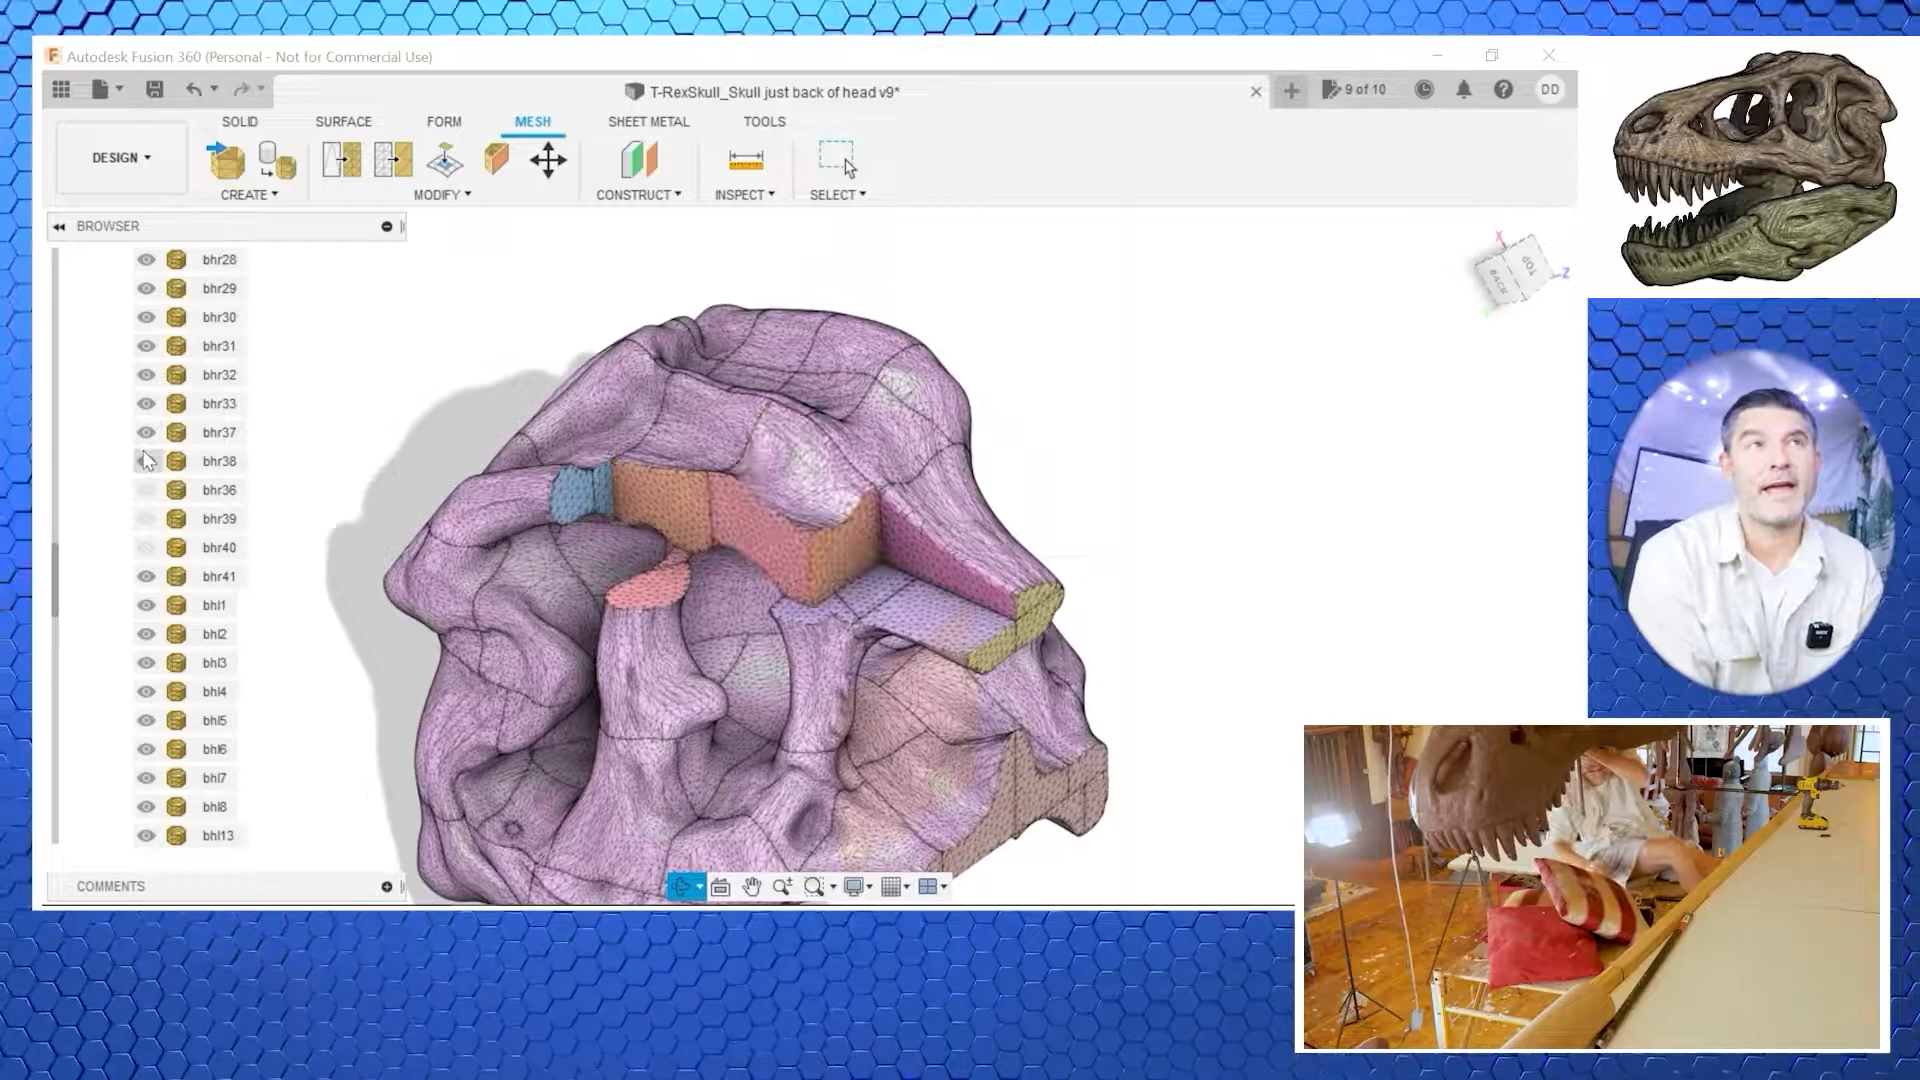 F Autodesk Fusion 360 (Personal - Not for Commercial Use)
T-RexSkull_Skull just back of head v9*
9 of 10
DD
SOLID SURFACE FORM MESH SHEET METAL TOOLS
DESIGN
CREATE MODIFY CONSTRUCT INSPECT SELECT
BROWSER
bhr28
bhr29
bhr30
bhr31
bhr32
bhr33
bhr37
bhr38
bhr36
bhr39
bhr40
bhr41
bhl1
bhl2
bhl3
bhl4
bhl5
bhl6
bhl7
bhl8
bhl13
X
TOP
BACK
Z
COMMENTS